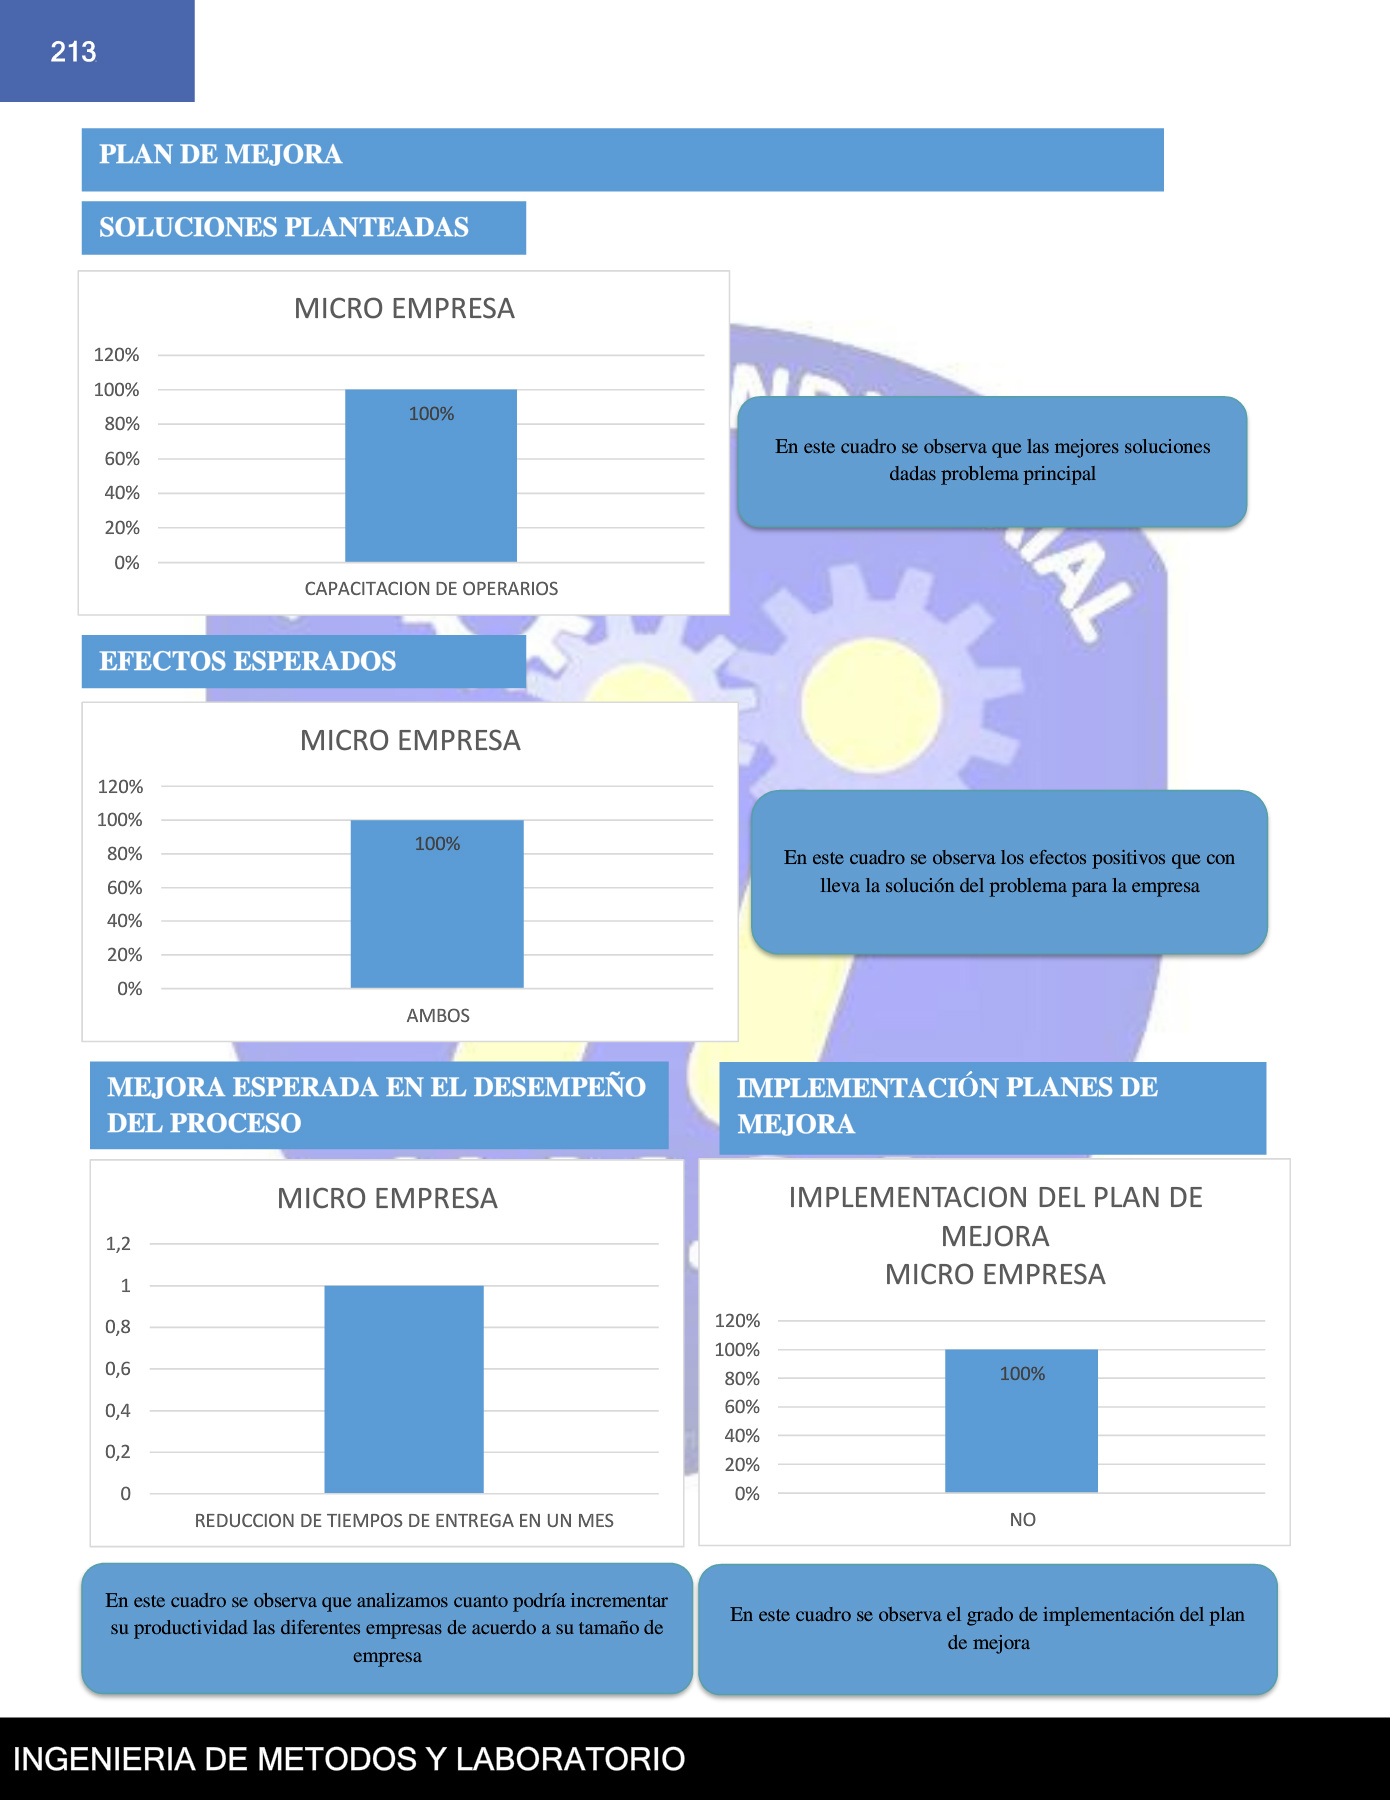 213
PLAN DE MEJORA
SOLUCIONES PLANTEADAS
MICRO EMPRESA
120%
100%
80%
60%
40%
20%
0%
100%
CAPACITACION DE OPERARIOS
En este cuadro se observa que las mejores soluciones
dadas problema principal
EFECTOS ESPERADOS
MICRO EMPRESA
120%
100%
80%
60%
40%
20%
0%
100%
AMBOS
En este cuadro se observa los efectos positivos que con
lleva la solución del problema para la empresa
MEJORA ESPERADA EN EL DESEMPEÑO
DEL PROCESO
MICRO EMPRESA
1,2
1
0,8
0,6
0,4
0,2
0
REDUCCION DE TIEMPOS DE ENTREGA EN UN MES
En este cuadro se observa que analizamos cuanto podría incrementar
su productividad las diferentes empresas de acuerdo a su tamaño de
empresa
IMPLEMENTACIÓN PLANES DE
MEJORA
IMPLEMENTACION DEL PLAN DE
MEJORA
MICRO EMPRESA
120%
100%
80%
60%
40%
20%
0%
100%
NO
En este cuadro se observa el grado de implementación del plan
de mejora
INGENIERIA DE METODOS Y LABORATORIO